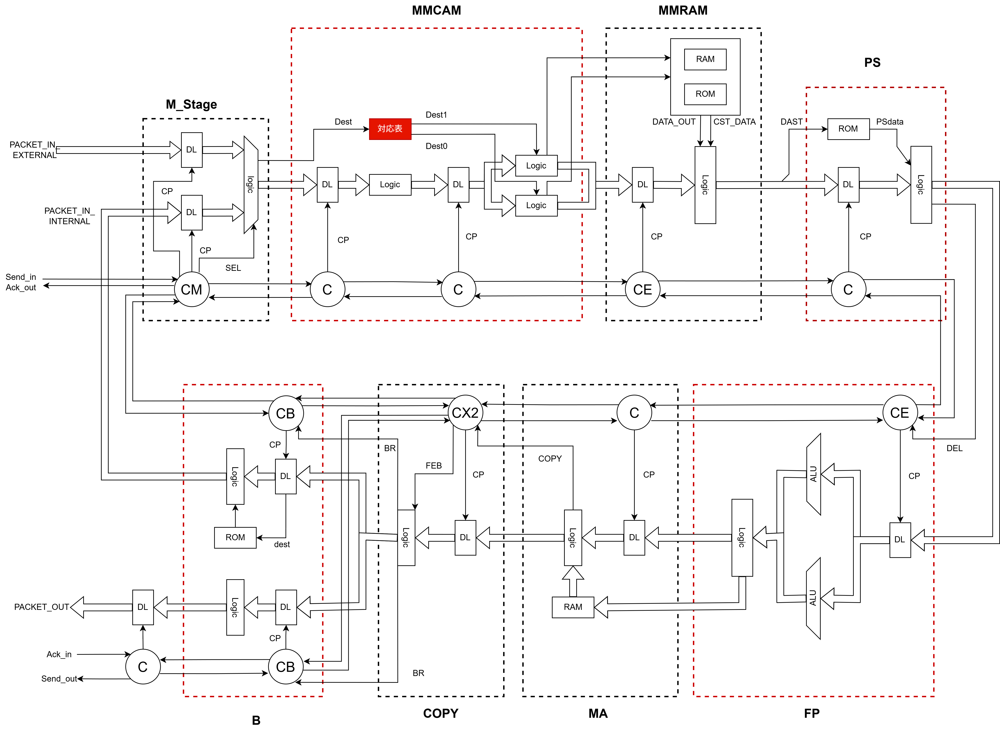 MMCAM
MMRAM
PS
M_Stage
RAM
ROM
Dest
対応表
Dest1
Dest0
DATA_OUT
CST_DATA
DAST
ROM
PSdata
PACKET_IN_
EXTERNAL
DL
logic
Logic
DL
Logic
DL
Logic
DL
Logic
DL
Logic
CP
PACKET_IN_
INTERNAL
DL
CP
SEL
CP
CP
CP
CP
Send_in
Ack_out
CM
C
C
CE
C
CB
CX2
C
CE
CP
BR
FEB
CP
COPY
CP
DEL
CP
Logic
DL
ALU
ROM
dest
Logic
DL
Logic
DL
Logic
DL
PACKET_OUT
DL
Logic
DL
RAM
ALU
CP
Ack_in
Send_out
C
CB
BR
B
COPY
MA
FP